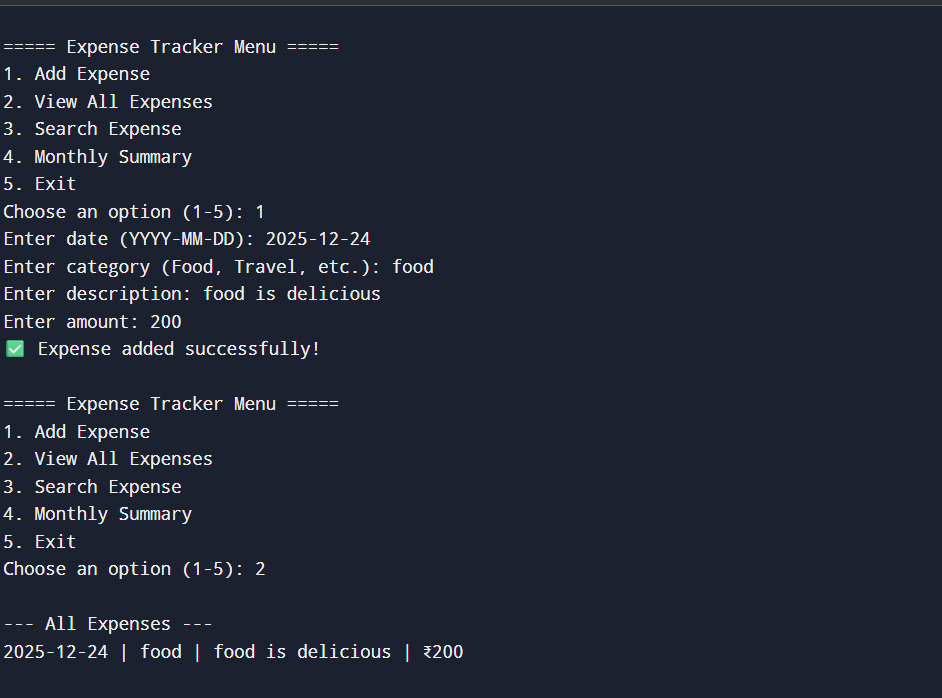 ===== Expense Tracker Menu =====
1. Add Expense
2. View All Expenses
3. Search Expense
4. Monthly Summary
5. Exit
Choose an option (1-5): 1
Enter date (YYYY-MM-DD): 2025-12-24
Enter category (Food, Travel, etc.): food
Enter description: food is delicious
Enter amount: 200
✅ Expense added successfully!
===== Expense Tracker Menu =====
1. Add Expense
2. View All Expenses
3. Search Expense
4. Monthly Summary
5. Exit
Choose an option (1-5): 2
--- All Expenses ---
2025-12-24 | food | food is delicious | ₹200